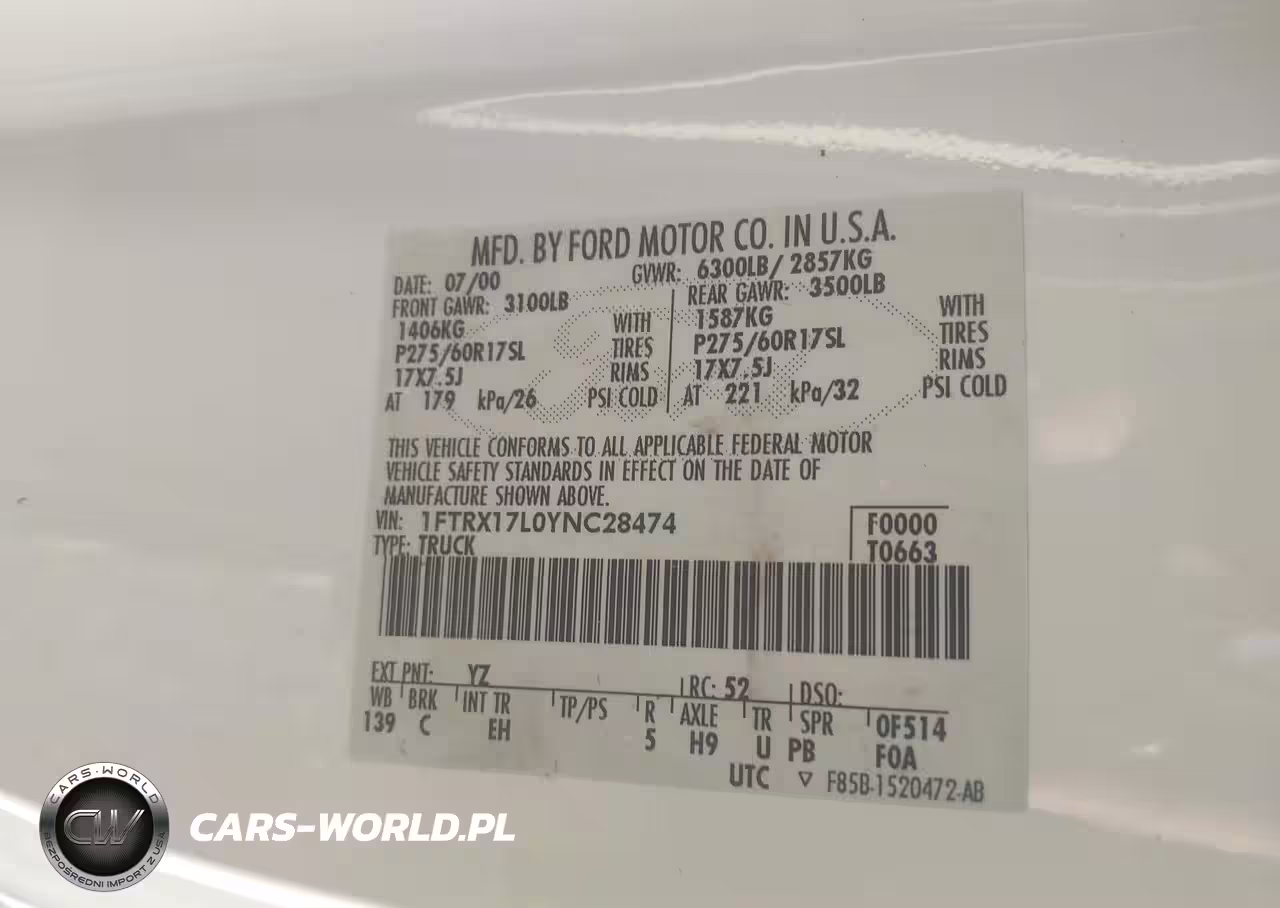 MFD. BY FORD MOTOR CO. IN U.S.A.
DATE: 07/00 GVWR: 6300LB/ 2857KG
FRONT GAWR: 3100LB REAR GAWR: 3500LB
1406KG WITH 1587KG WITH
P275/60R17SL TIRES P275/60R17SL TIRES
17X7.5J RIMS 17X7.5J RIMS
AT 179 kPa/26 PSI COLD AT 221 kPa/32 PSI COLD
THIS VEHICLE CONFORMS TO ALL APPLICABLE FEDERAL MOTOR
VEHICLE SAFETY STANDARDS IN EFFECT ON THE DATE OF
MANUFACTURE SHOWN ABOVE.
VIN: 1FTRX17L0YNC28474 F0000
TYPE: TRUCK T0663
EXT PNT: YZ RC: 52 DSO:
WB BRK INT TR TP/PS R AXLE TR SPR 0F514
139 C EH 5 H9 U PB F0A
UTC ▽ F85B-1520472-AB
CARS-WORLD
CW
BEZPOŚREDNI IMPORT Z USA
CARS-WORLD.PL